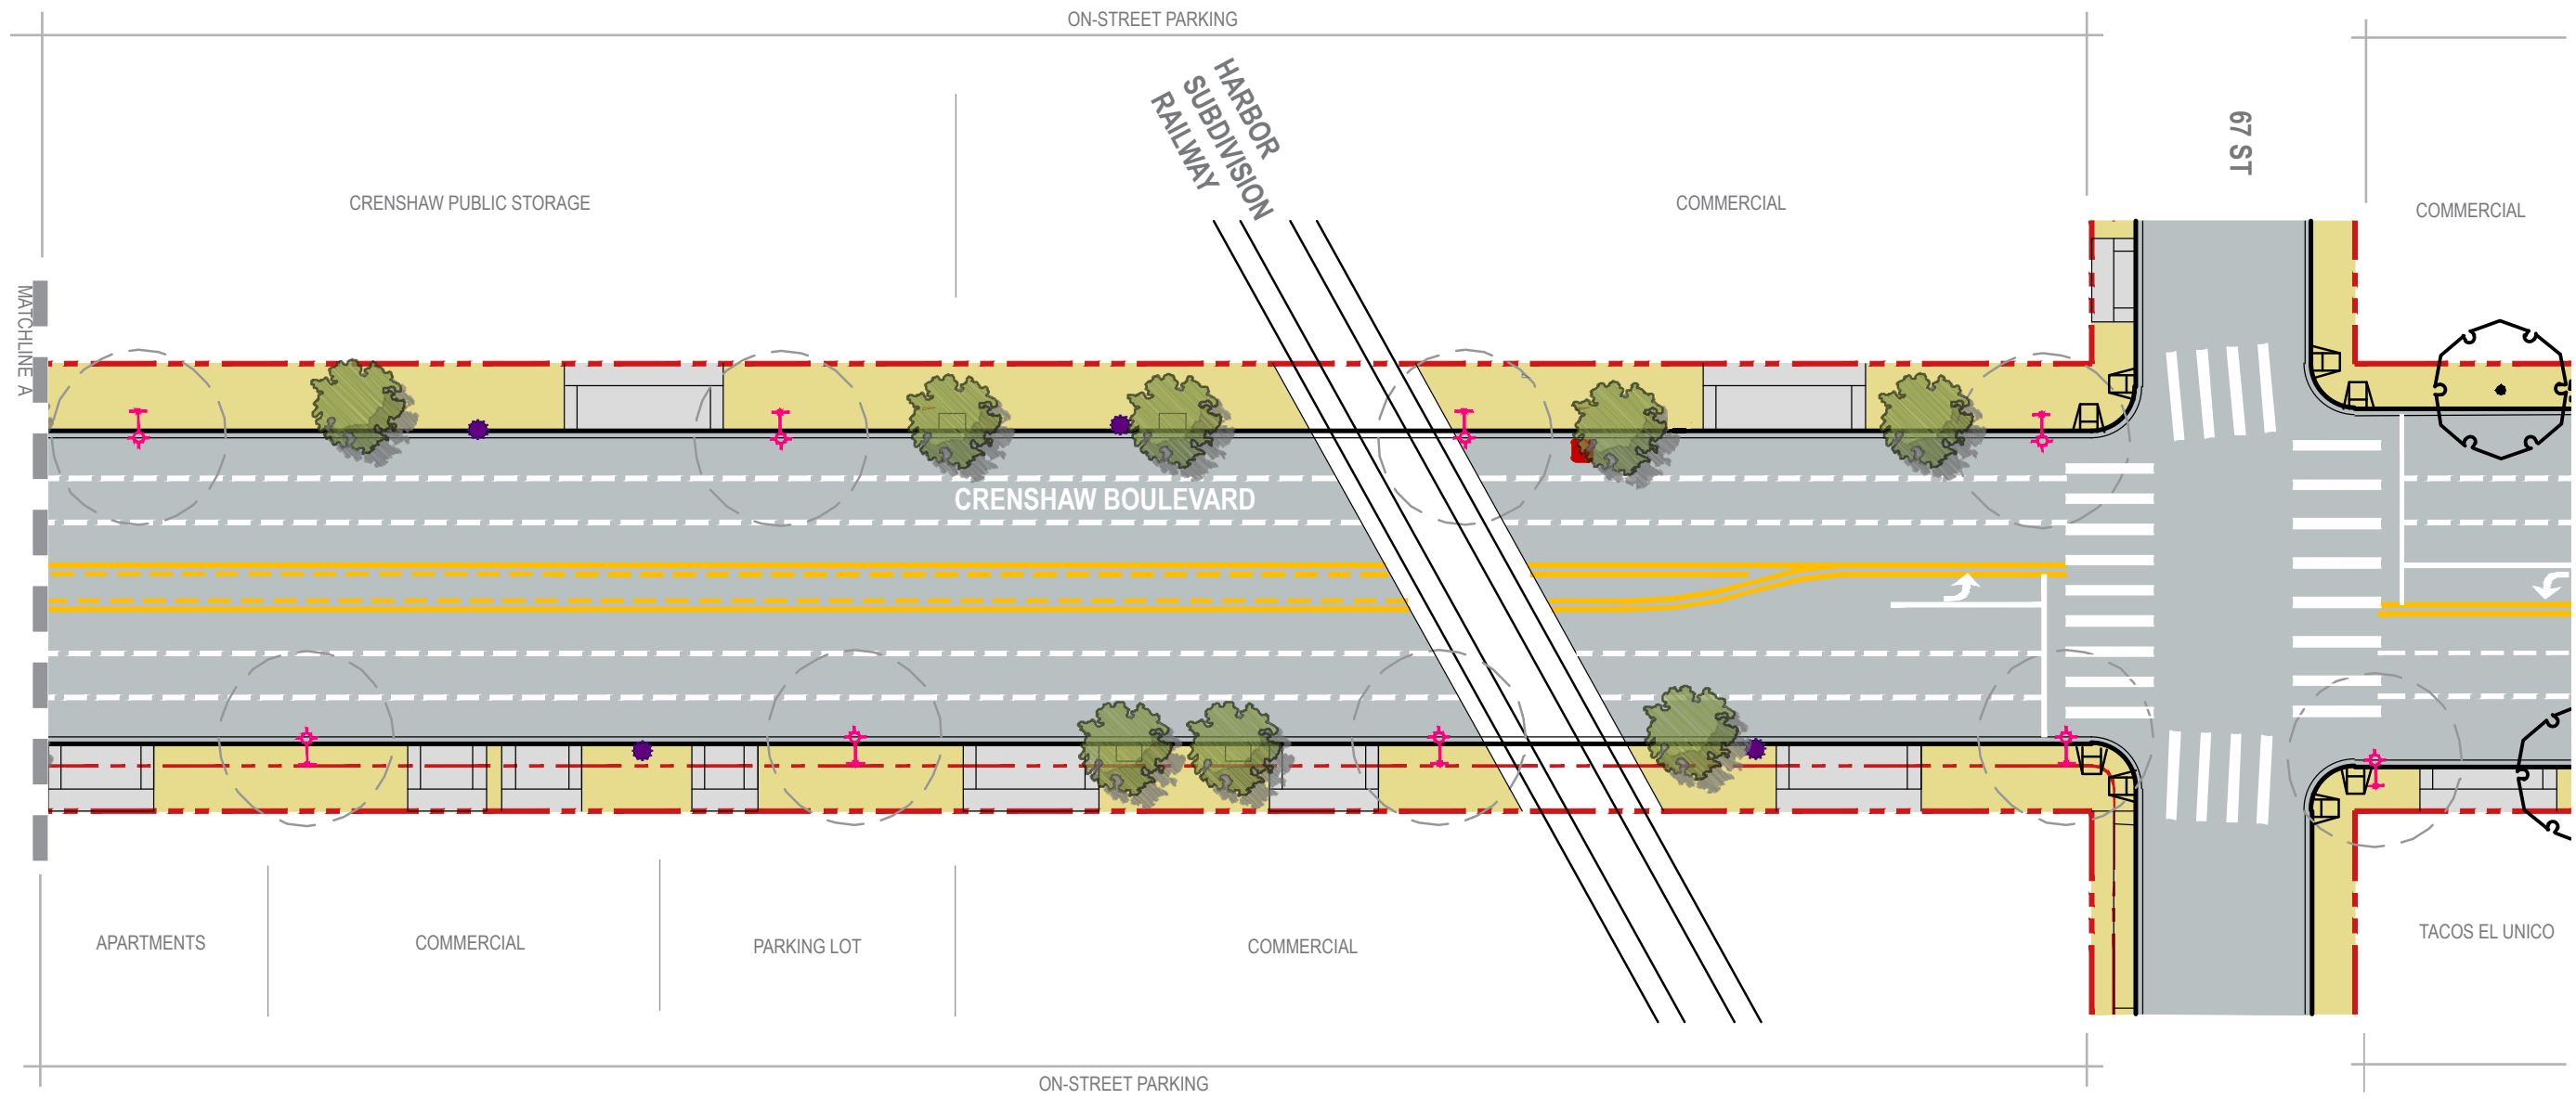 ON-STREET PARKING
HARBOR
SUBDIVISION
RAILWAY
67 ST
CRENSHAW PUBLIC STORAGE
COMMERCIAL
COMMERCIAL
MATCHLINE A
CRENSHAW BOULEVARD
APARTMENTS
COMMERCIAL
PARKING LOT
COMMERCIAL
TACOS EL UNICO
ON-STREET PARKING